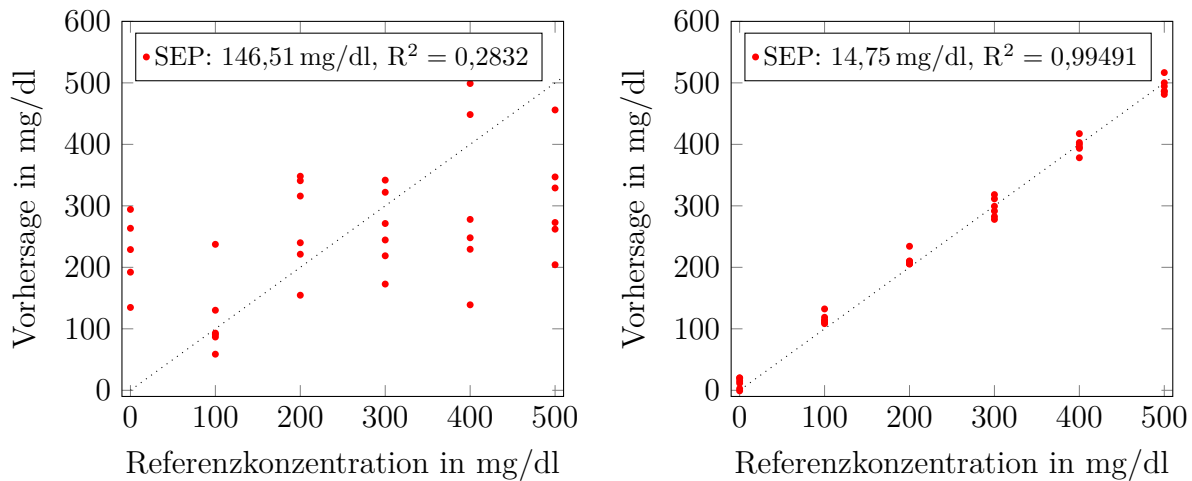 600
500
400
300
200
100
0
Vorhersage in mg/dl
SEP: 146,51 mg/dl, R² = 0,2832
0 100 200 300 400 500
Referenzkonzentration in mg/dl
600
500
400
300
200
100
0
Vorhersage in mg/dl
SEP: 14,75 mg/dl, R² = 0,99491
0 100 200 300 400 500
Referenzkonzentration in mg/dl